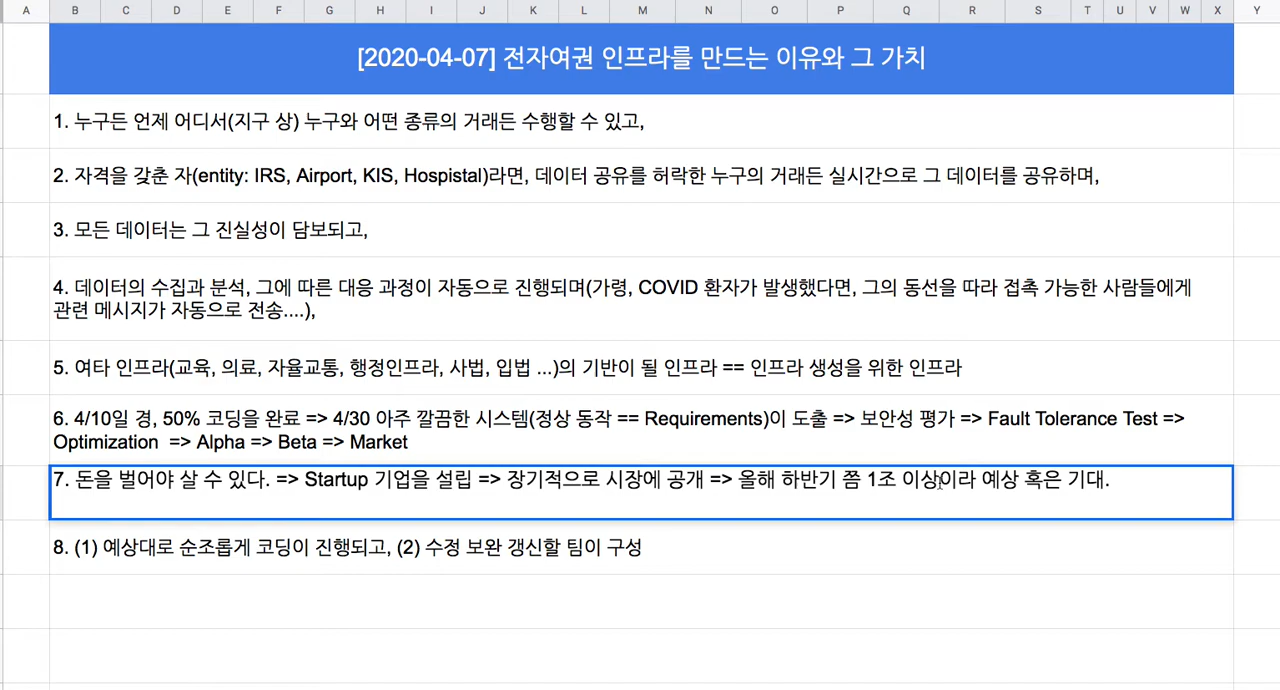 A B C D E F G H I J K L M N O P Q R S T U V W X Y
[2020-04-07] 전자여권 인프라를 만드는 이유와 그 가치
1. 누구든 언제 어디서(지구 상) 누구와 어떤 종류의 거래든 수행할 수 있고,
2. 자격을 갖춘 자(entity: IRS, Airport, KIS, Hospistal)라면, 데이터 공유를 허락한 누구의 거래든 실시간으로 그 데이터를 공유하며,
3. 모든 데이터는 그 진실성이 담보되고,
4. 데이터의 수집과 분석, 그에 따른 대응 과정이 자동으로 진행되며(가령, COVID 환자가 발생했다면, 그의 동선을 따라 접촉 가능한 사람들에게
관련 메시지가 자동으로 전송....),
5. 여타 인프라(교육, 의료, 자율교통, 행정인프라, 사법, 입법 ...)의 기반이 될 인프라 == 인프라 생성을 위한 인프라
6. 4/10일 경, 50% 코딩을 완료 => 4/30 아주 깔끔한 시스템(정상 동작 == Requirements)이 도출 => 보안성 평가 => Fault Tolerance Test =>
Optimization => Alpha => Beta => Market
7. 돈을 벌어야 살 수 있다. => Startup 기업을 설립 => 장기적으로 시장에 공개 => 올해 하반기 쯤 1조 이상이라 예상 혹은 기대.
8. (1) 예상대로 순조롭게 코딩이 진행되고, (2) 수정 보완 갱신할 팀이 구성